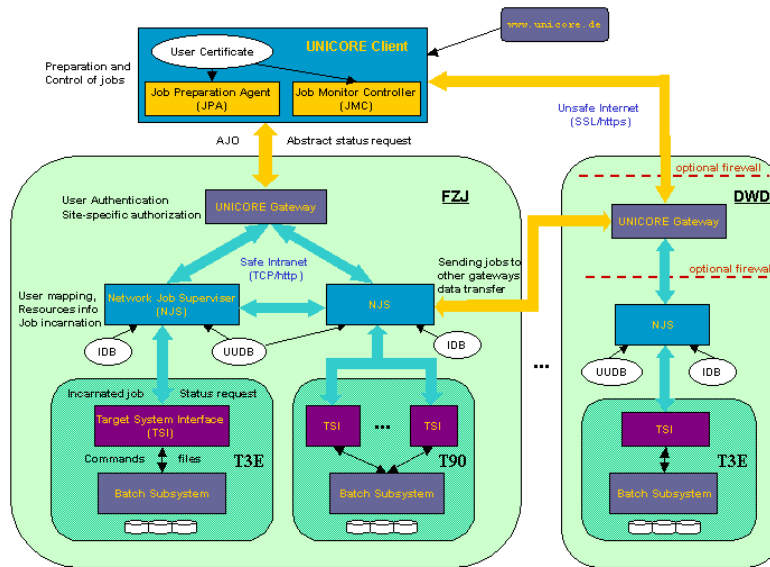 www.unicore.de
UNICORE Client
User Certificate
Preparation and
Control of jobs
Job Preparation Agent
(JPA)
Job Monitor Controller
(JMC)
Unsafe Internet
(SSL/https)
AJO
Abstract status request
optional firewall
FZJ
DWD
User Authentication
Site-specific authorization
UNICORE Gateway
UNICORE Gateway
Safe Intranet
(TCP/http)
Sending jobs to
other gateways
data transfer
optional firewall
User mapping,
Resources info
Job incarnation
Network Job Superviser
(NJS)
NJS
NJS
IDB
UUDB
IDB
...
UUDB
IDB
Incarnated job
Status request
Target System Interface
(TSI)
TSI
...
TSI
TSI
Commands
files
T3E
T90
T3E
Batch Subsystem
Batch Subsystem
Batch Subsystem